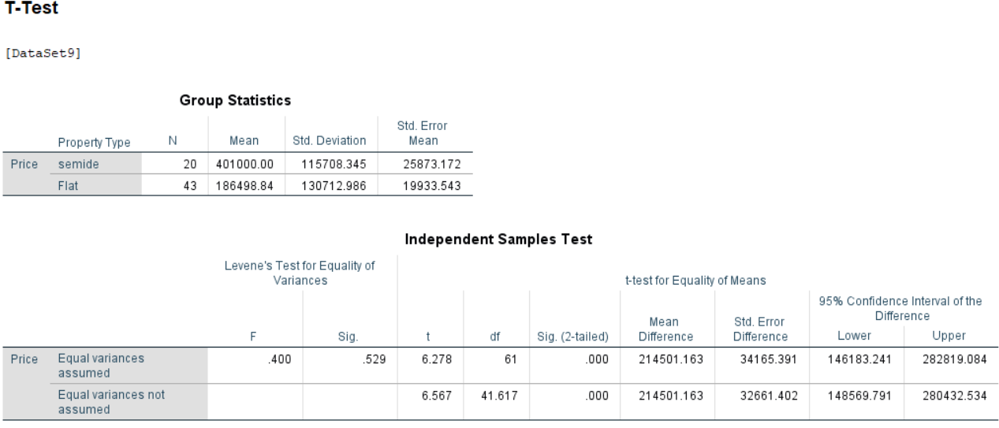 T-Test
[DataSet9]
Group Statistics
Property Type N Mean Std. Deviation Std. Error Mean
Price semide 20 401000.00 115708.345 25873.172
Flat 43 186498.84 130712.986 19933.543
Independent Samples Test
Levene's Test for Equality of Variances t-test for Equality of Means
F Sig. t df Sig. (2-tailed) Mean Difference Std. Error Difference 95% Confidence Interval of the Difference
Lower Upper
Price Equal variances assumed .400 .529 6.278 61 .000 214501.163 34165.391 146183.241 282819.084
Equal variances not assumed 6.567 41.617 .000 214501.163 32661.402 148569.791 280432.534